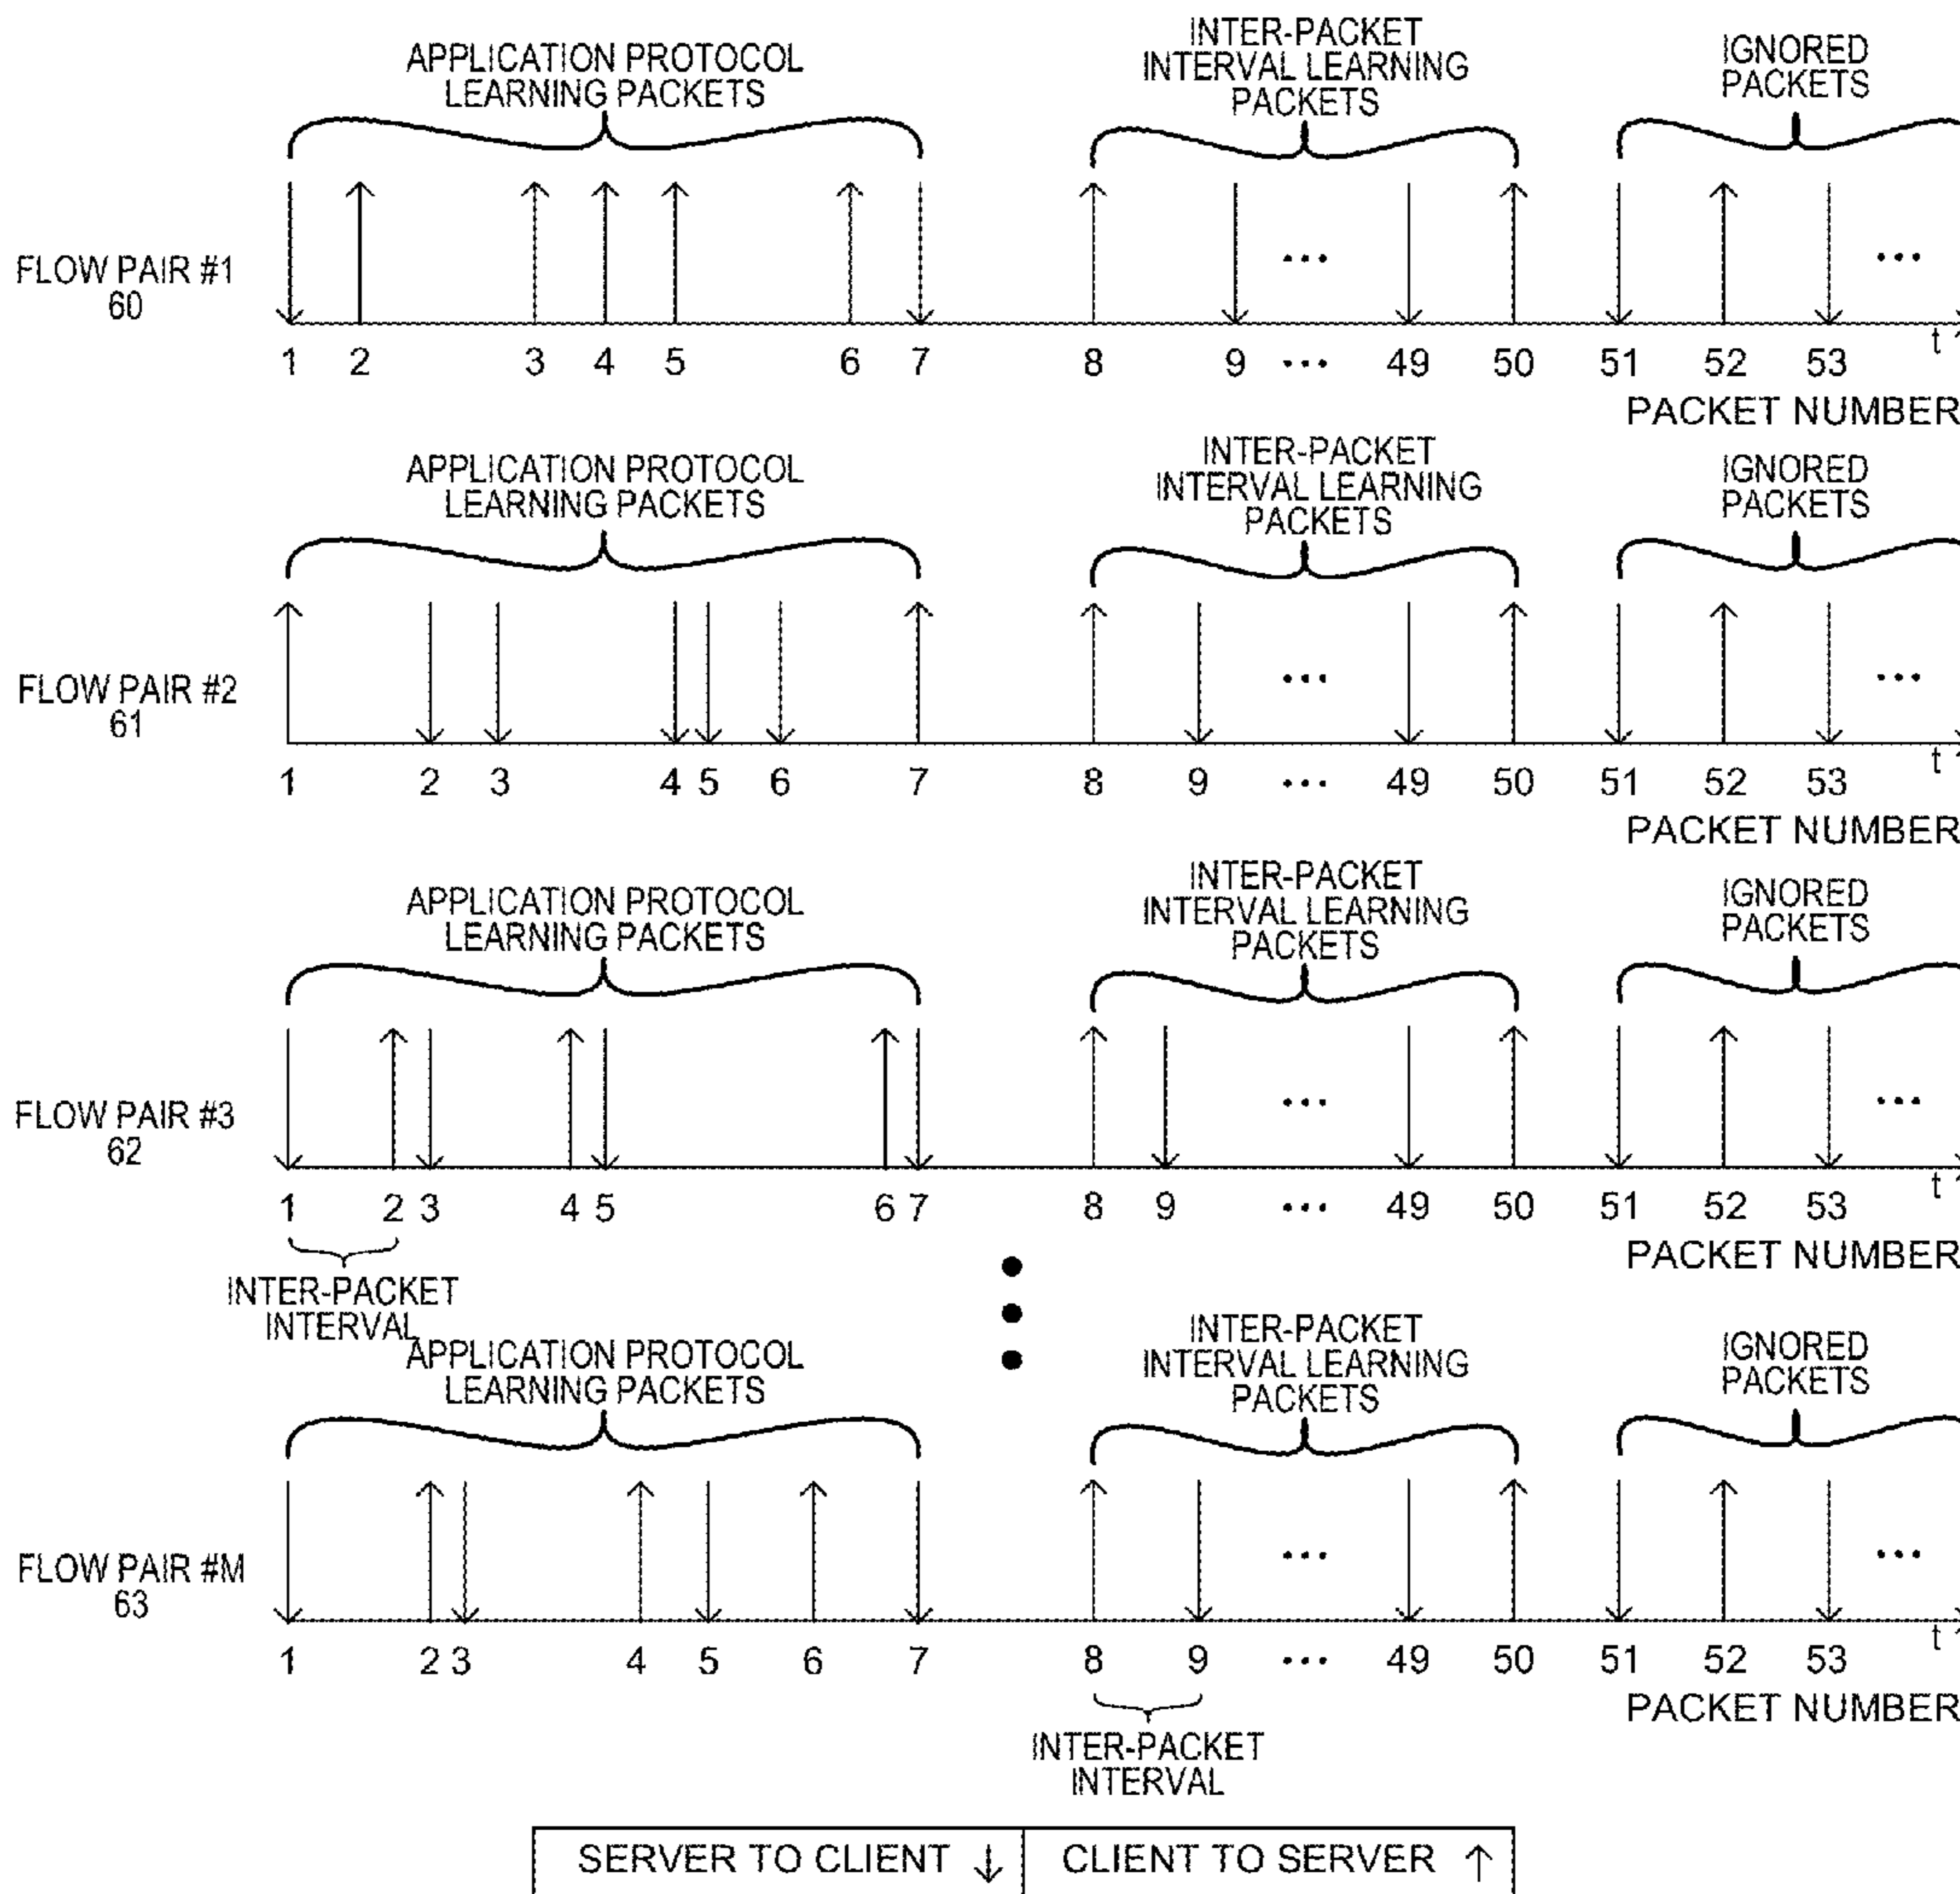 APPLICATION PROTOCOL
LEARNING PACKETS
INTER-PACKET
INTERVAL LEARNING
PACKETS
IGNORED
PACKETS
FLOW PAIR #1
60
...
...
1 2 3 4 5 6 7 8 9 ... 49 50 51 52 53
t
PACKET NUMBER
APPLICATION PROTOCOL
LEARNING PACKETS
INTER-PACKET
INTERVAL LEARNING
PACKETS
IGNORED
PACKETS
FLOW PAIR #2
61
...
...
1 2 3 4 5 6 7 8 9 ... 49 50 51 52 53
t
PACKET NUMBER
APPLICATION PROTOCOL
LEARNING PACKETS
INTER-PACKET
INTERVAL LEARNING
PACKETS
IGNORED
PACKETS
FLOW PAIR #3
62
...
...
1 2 3 4 5 6 7 8 9 ... 49 50 51 52 53
t
PACKET NUMBER
INTER-PACKET
INTERVAL
APPLICATION PROTOCOL
LEARNING PACKETS
INTER-PACKET
INTERVAL LEARNING
PACKETS
IGNORED
PACKETS
FLOW PAIR #M
63
...
...
1 2 3 4 5 6 7 8 9 ... 49 50 51 52 53
t
PACKET NUMBER
INTER-PACKET
INTERVAL
SERVER TO CLIENT ↓ CLIENT TO SERVER ↑